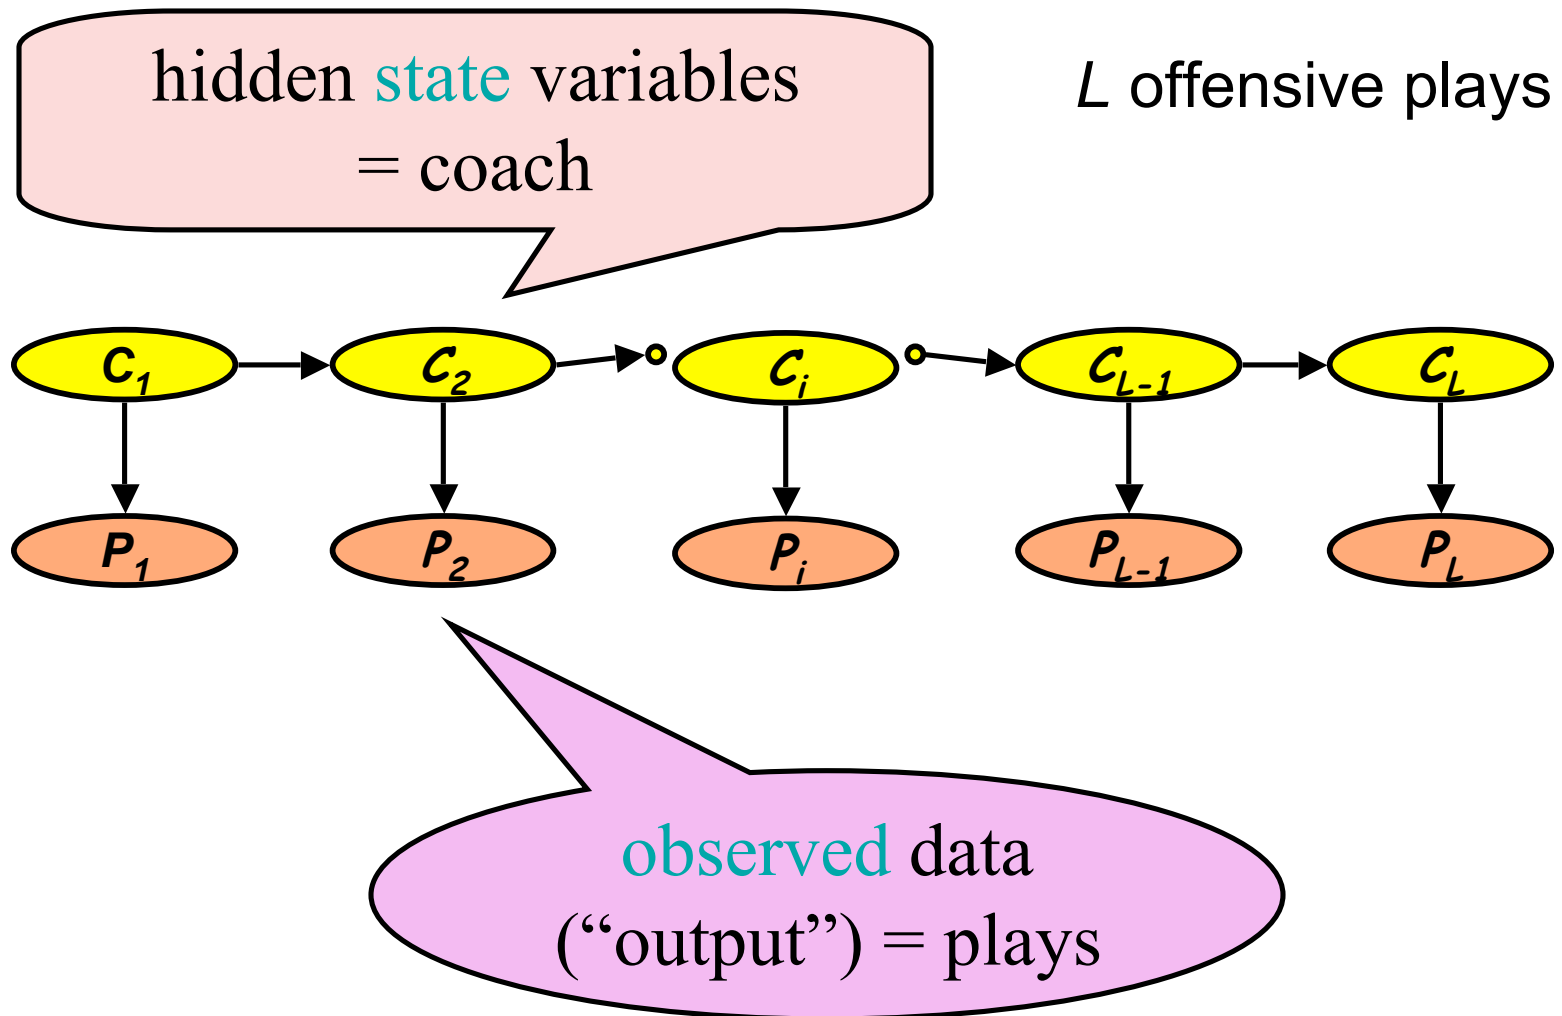 hidden state variables
= coach
L offensive plays
C1 C2 Ci CL-1 CL
P1 P2 Pi PL-1 PL
observed data
(“output”) = plays